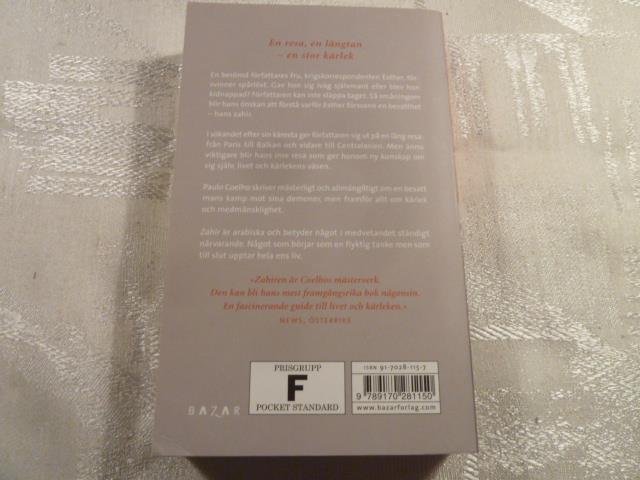 En resa, en längtan
– en stor kärlek
En berömd författares fru, krigskorrespondenten Esther, för-
svinner spårlöst. Gav hon sig iväg självmant eller blev hon
kidnappad? Författaren kan inte släppa taget. Så småningom
blir hans önskan att förstå varför Esther försvann en besatthet
– hans zahir.
I sökandet efter sin käresta ger författaren sig ut på en lång resa:
från Paris till Balkan och vidare till Centralasien. Men ännu
viktigare blir hans inre resa som ger honom ny kunskap om
sig själv, livet och kärlekens väsen.
Paulo Coelho skriver mästerligt och allmängiltigt om en besatt
mans kamp mot sina demoner, men framför allt om kärlek
och medmänsklighet.
Zahir är arabiska och betyder något i medvetandet ständigt
närvarande. Något som börjar som en flyktig tanke men som
till slut upptar hela ens liv.
»Zahiren är Coelhos mästerverk.
Den kan bli hans mest framgångsrika bok någonsin.
En fascinerande guide till livet och kärleken.«
NEWS, ÖSTERRIKE
BAZAR
PRISGRUPP
F
POCKET STANDARD
ISBN 91-7028-115-7
9 789170 281150
www.bazarforlag.com